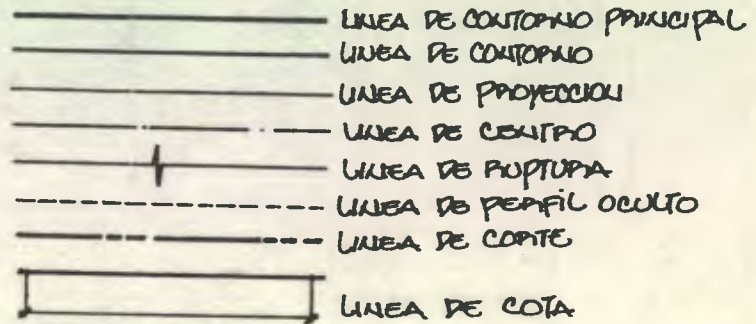 LINEA DE CONTORNO PRINCIPAL
LINEA DE CONTORNO
LINEA DE PROYECCION
LINEA DE CENTRO
LINEA DE RUPTURA
LINEA DE PERFIL OCULTO
LINEA DE CORTE
LINEA DE COTA